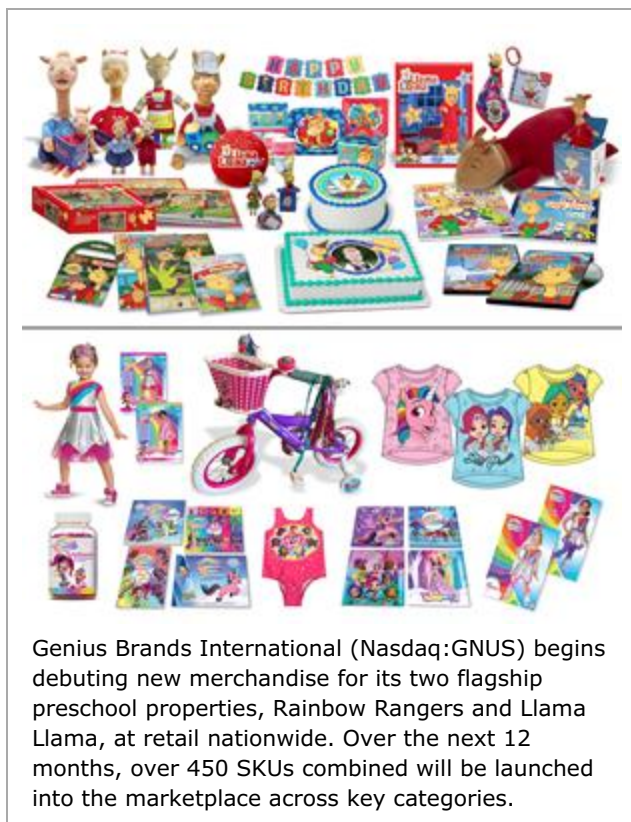 HAPPY
BIRTHDAY
Genius Brands International (Nasdaq:GNUS) begins
debuting new merchandise for its two flagship
preschool properties, Rainbow Rangers and Llama
Llama, at retail nationwide. Over the next 12
months, over 450 SKUs combined will be launched
into the marketplace across key categories.